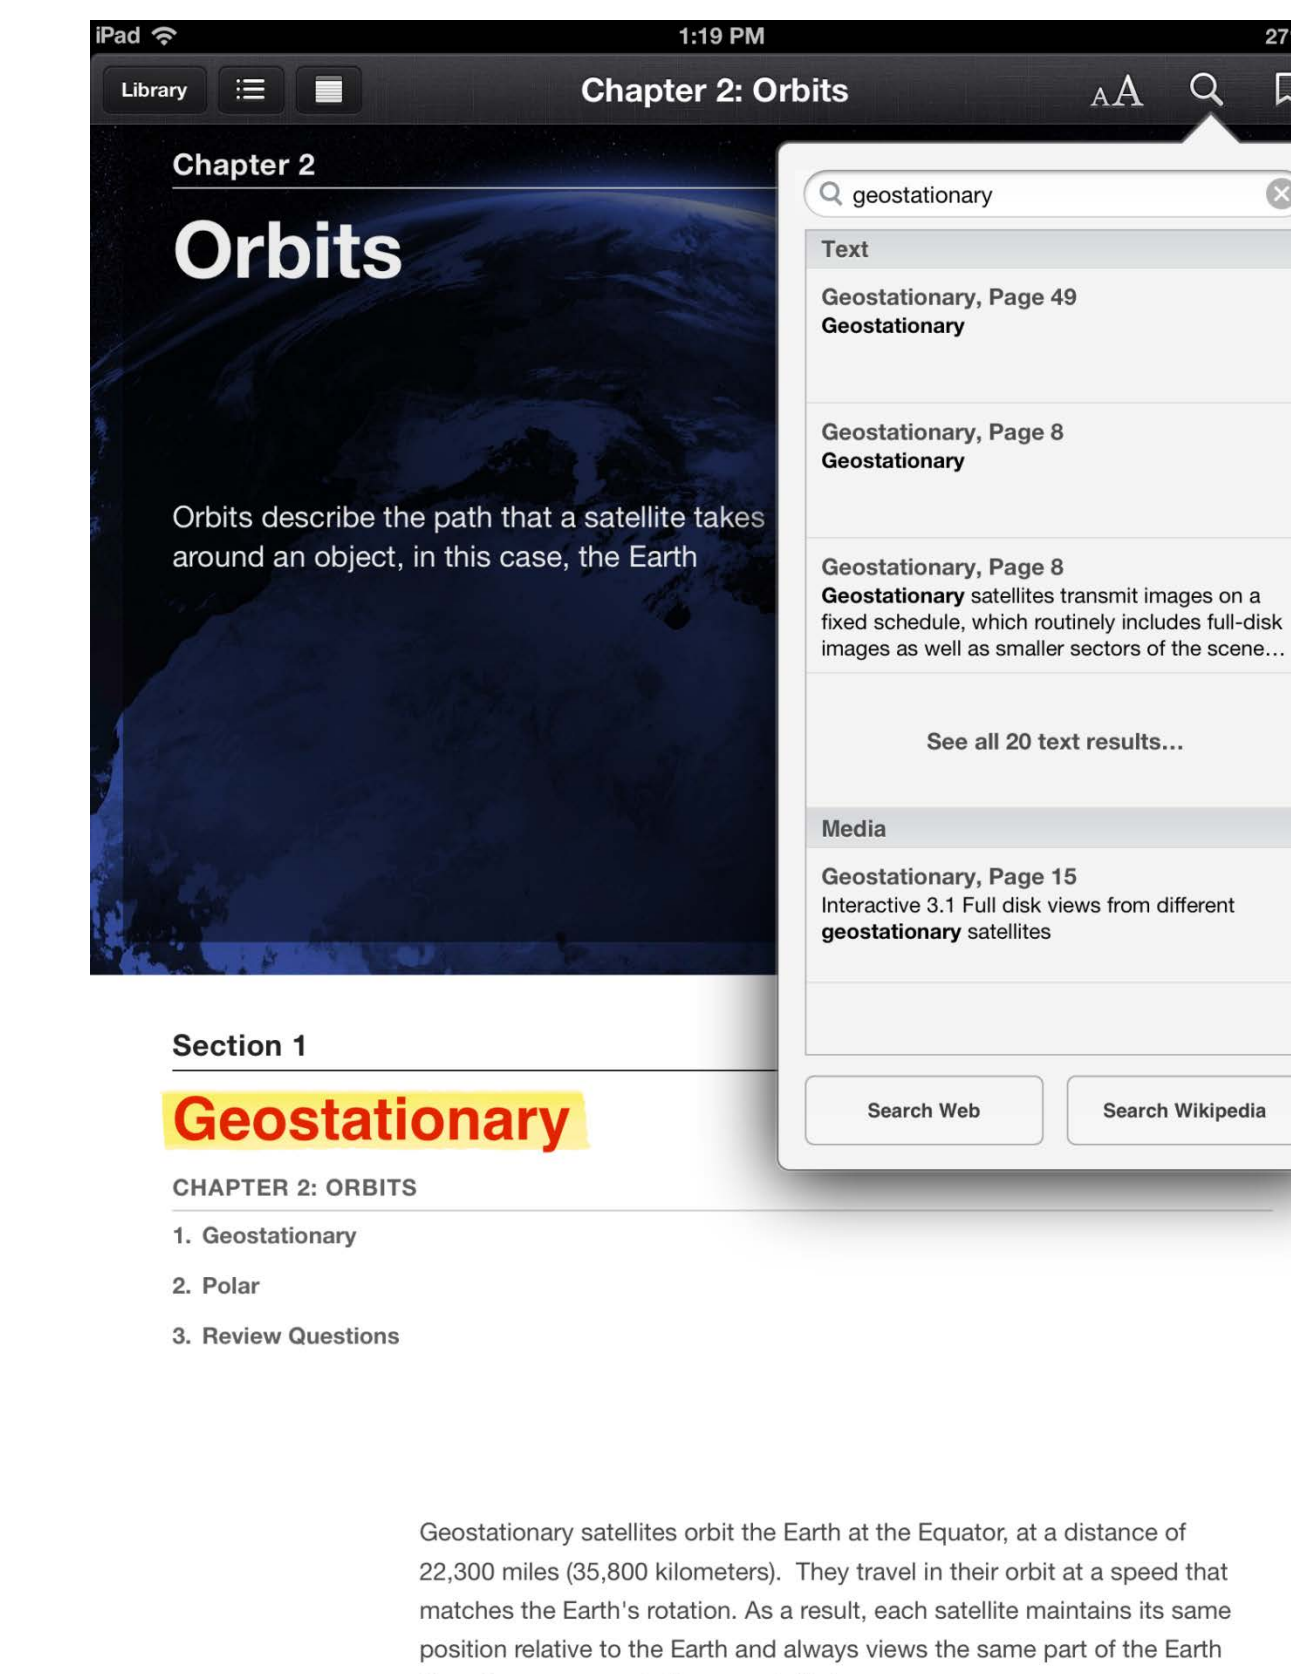 iPad
1:19 PM
27
Library
Chapter 2: Orbits
AA
Chapter 2
Orbits
Orbits describe the path that a satellite takes
around an object, in this case, the Earth
geostationary
Text
Geostationary, Page 49
Geostationary
Geostationary, Page 8
Geostationary
Geostationary, Page 8
Geostationary satellites transmit images on a
fixed schedule, which routinely includes full-disk
images as well as smaller sectors of the scene...
See all 20 text results...
Media
Geostationary, Page 15
Interactive 3.1 Full disk views from different
geostationary satellites
Search Web
Search Wikipedia
Section 1
Geostationary
CHAPTER 2: ORBITS
1. Geostationary
2. Polar
3. Review Questions
Geostationary satellites orbit the Earth at the Equator, at a distance of
22,300 miles (35,800 kilometers).  They travel in their orbit at a speed that
matches the Earth's rotation. As a result, each satellite maintains its same
position relative to the Earth and always views the same part of the Earth